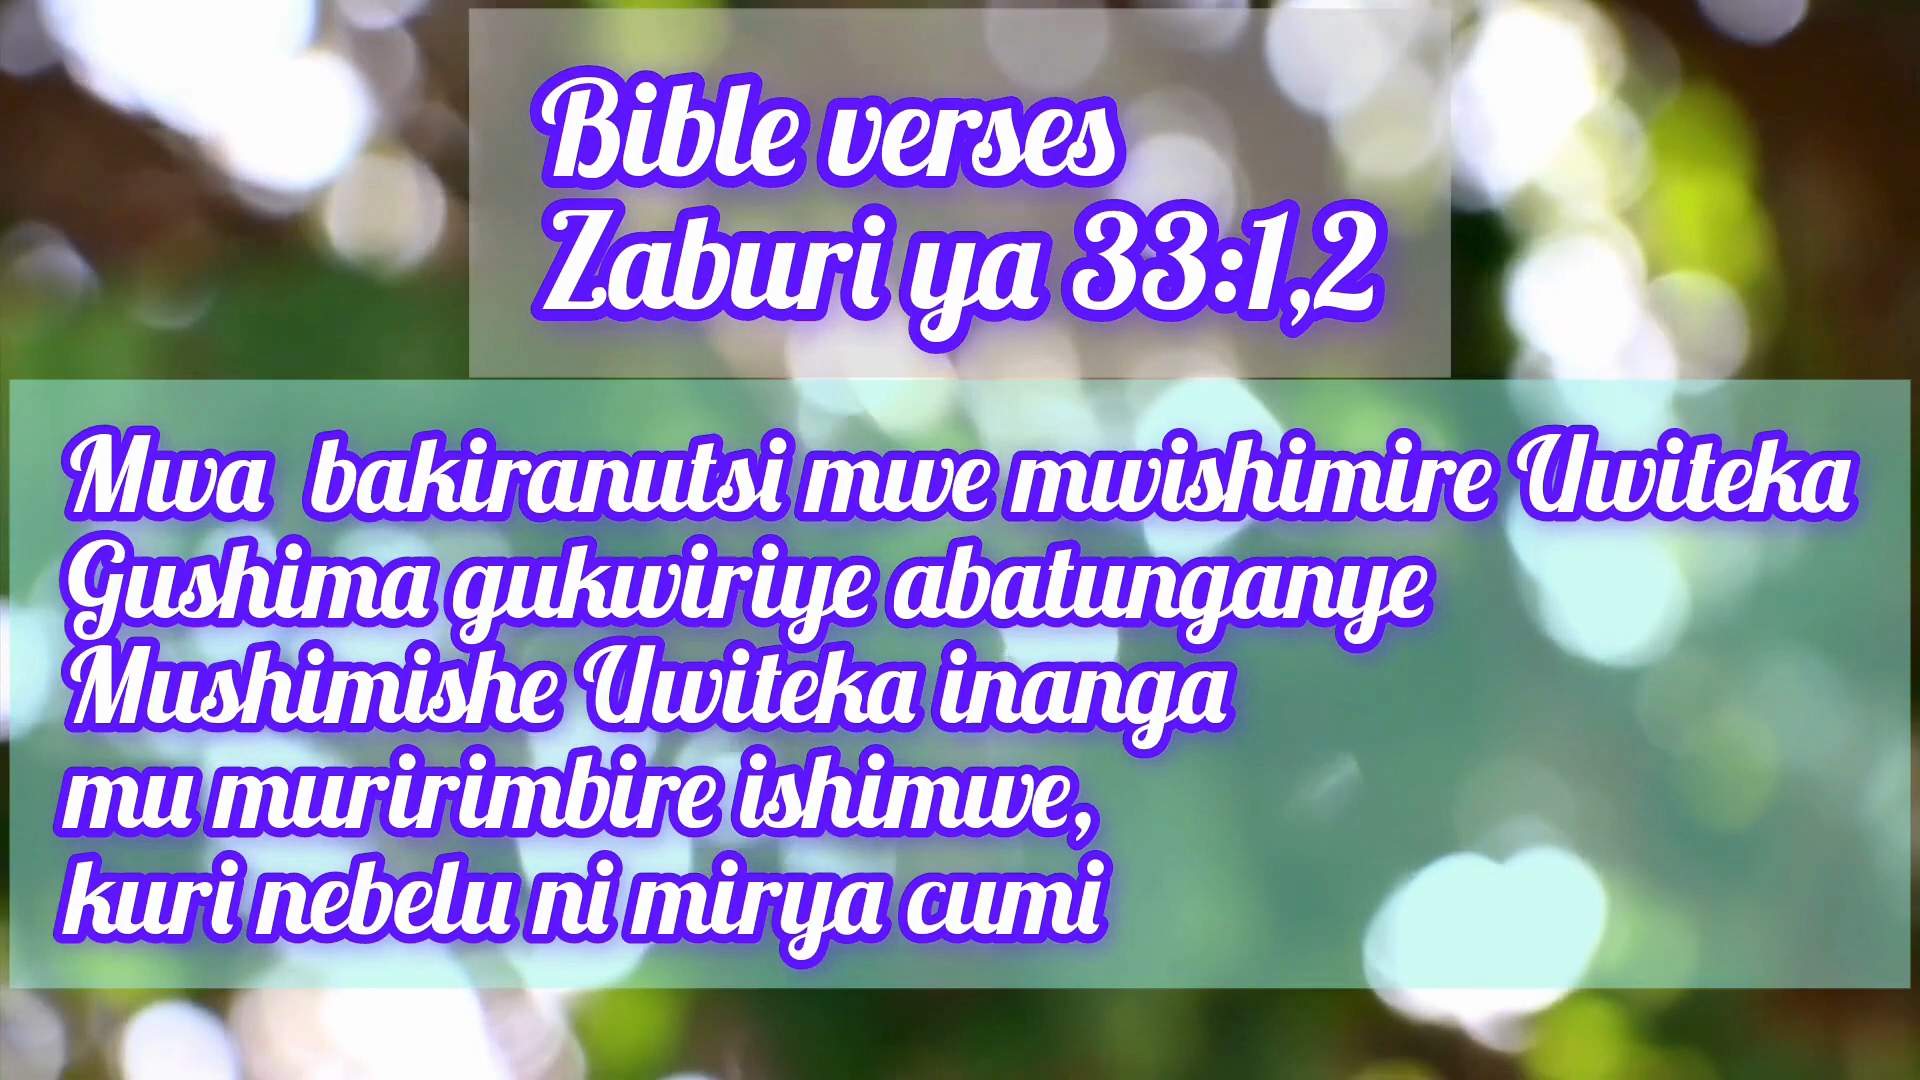 Bible verses
Zaburi ya 33:1,2
Mwa bakiranutsi mwe mwishimire Uwiteka
Gushima gukwiriye abatunganye
Mushimishe Uwiteka inanga
mu muririmbire ishimwe,
kuri nebelu ni mirya cumi